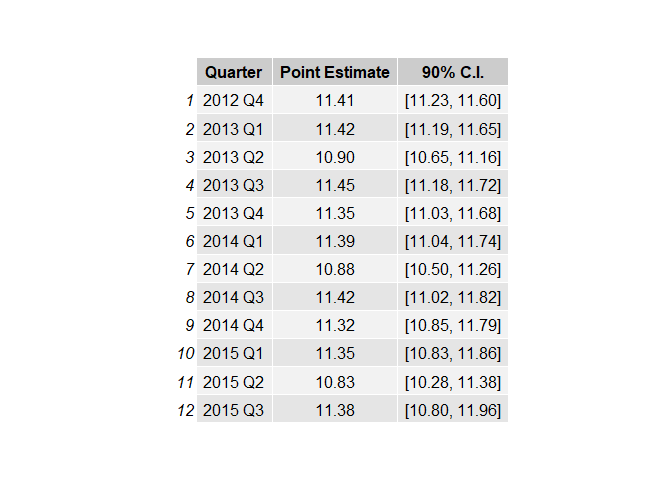 Quarter Point Estimate 90% C.I.
1 2012 Q4 11.41 [11.23, 11.60]
2 2013 Q1 11.42 [11.19, 11.65]
3 2013 Q2 10.90 [10.65, 11.16]
4 2013 Q3 11.45 [11.18, 11.72]
5 2013 Q4 11.35 [11.03, 11.68]
6 2014 Q1 11.39 [11.04, 11.74]
7 2014 Q2 10.88 [10.50, 11.26]
8 2014 Q3 11.42 [11.02, 11.82]
9 2014 Q4 11.32 [10.85, 11.79]
10 2015 Q1 11.35 [10.83, 11.86]
11 2015 Q2 10.83 [10.28, 11.38]
12 2015 Q3 11.38 [10.80, 11.96]